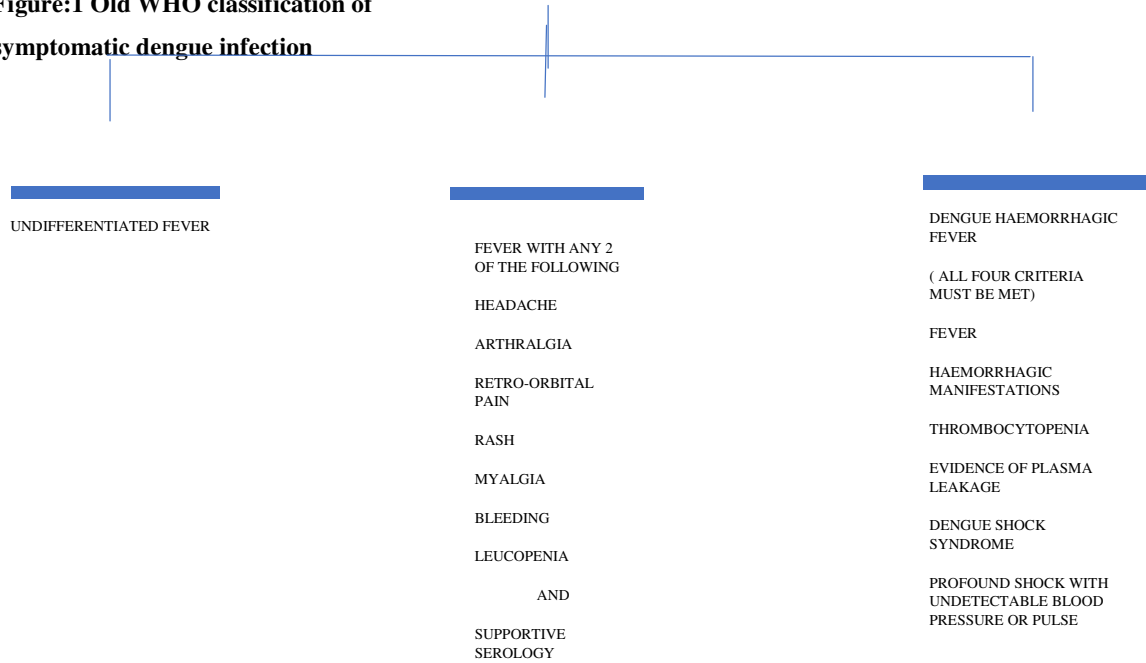 Figure:1 Old WHO classification of
symptomatic dengue infection
UNDIFFERENTIATED FEVER
FEVER WITH ANY 2
OF THE FOLLOWING
HEADACHE
ARTHRALGIA
RETRO-ORBITAL
PAIN
RASH
MYALGIA
BLEEDING
LEUCOPENIA
AND
SUPPORTIVE
SEROLOGY
DENGUE HAEMORRHAGIC
FEVER
( ALL FOUR CRITERIA
MUST BE MET)
FEVER
HAEMORRHAGIC
MANIFESTATIONS
THROMBOCYTOPENIA
EVIDENCE OF PLASMA
LEAKAGE
DENGUE SHOCK
SYNDROME
PROFOUND SHOCK WITH
UNDETECTABLE BLOOD
PRESSURE OR PULSE